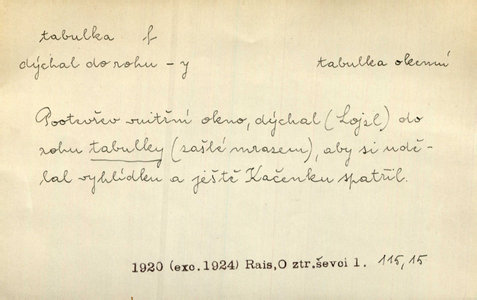 tabulka f
dýchal do rohu -y tabulka okenní
Pootevřev vnitřní okno, dýchal (Lojzl) do
rohu tabulky (zašlé mrazem), aby si udě-
lal vyhlídku a ještě Kačenku spatřil.
1920 (exc. 1924) Rais, O ztr.ševci 1. 115,15